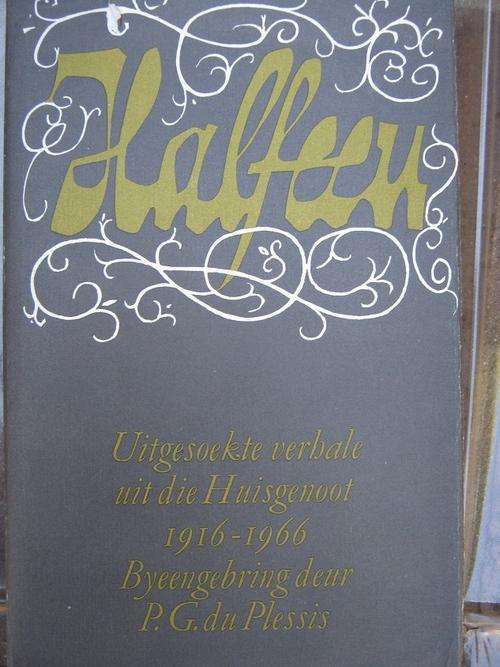 Halfeeu
Uitgesoekte verhale
uit die Huisgenoot
1916-1966
Byeengebring deur
P. G. du Plessis